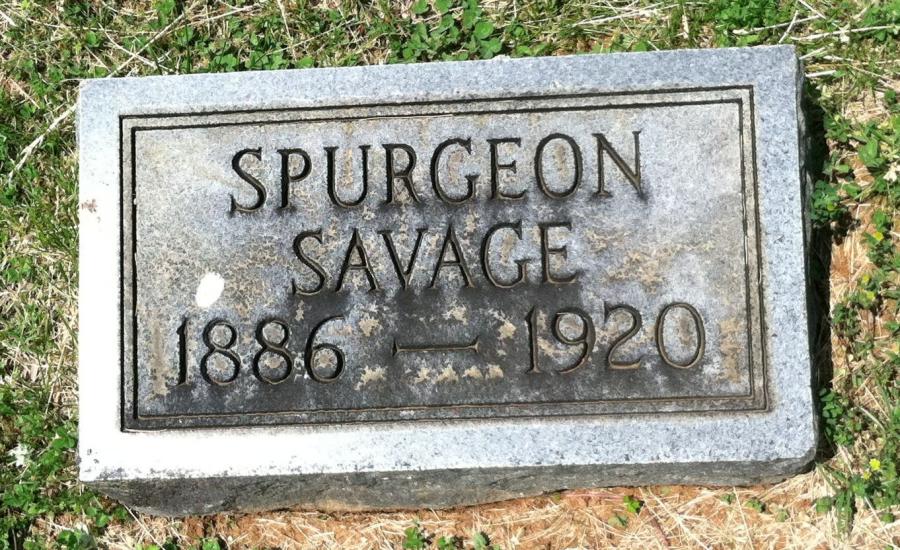 SPURGEON
SAVAGE
1886 — 1920